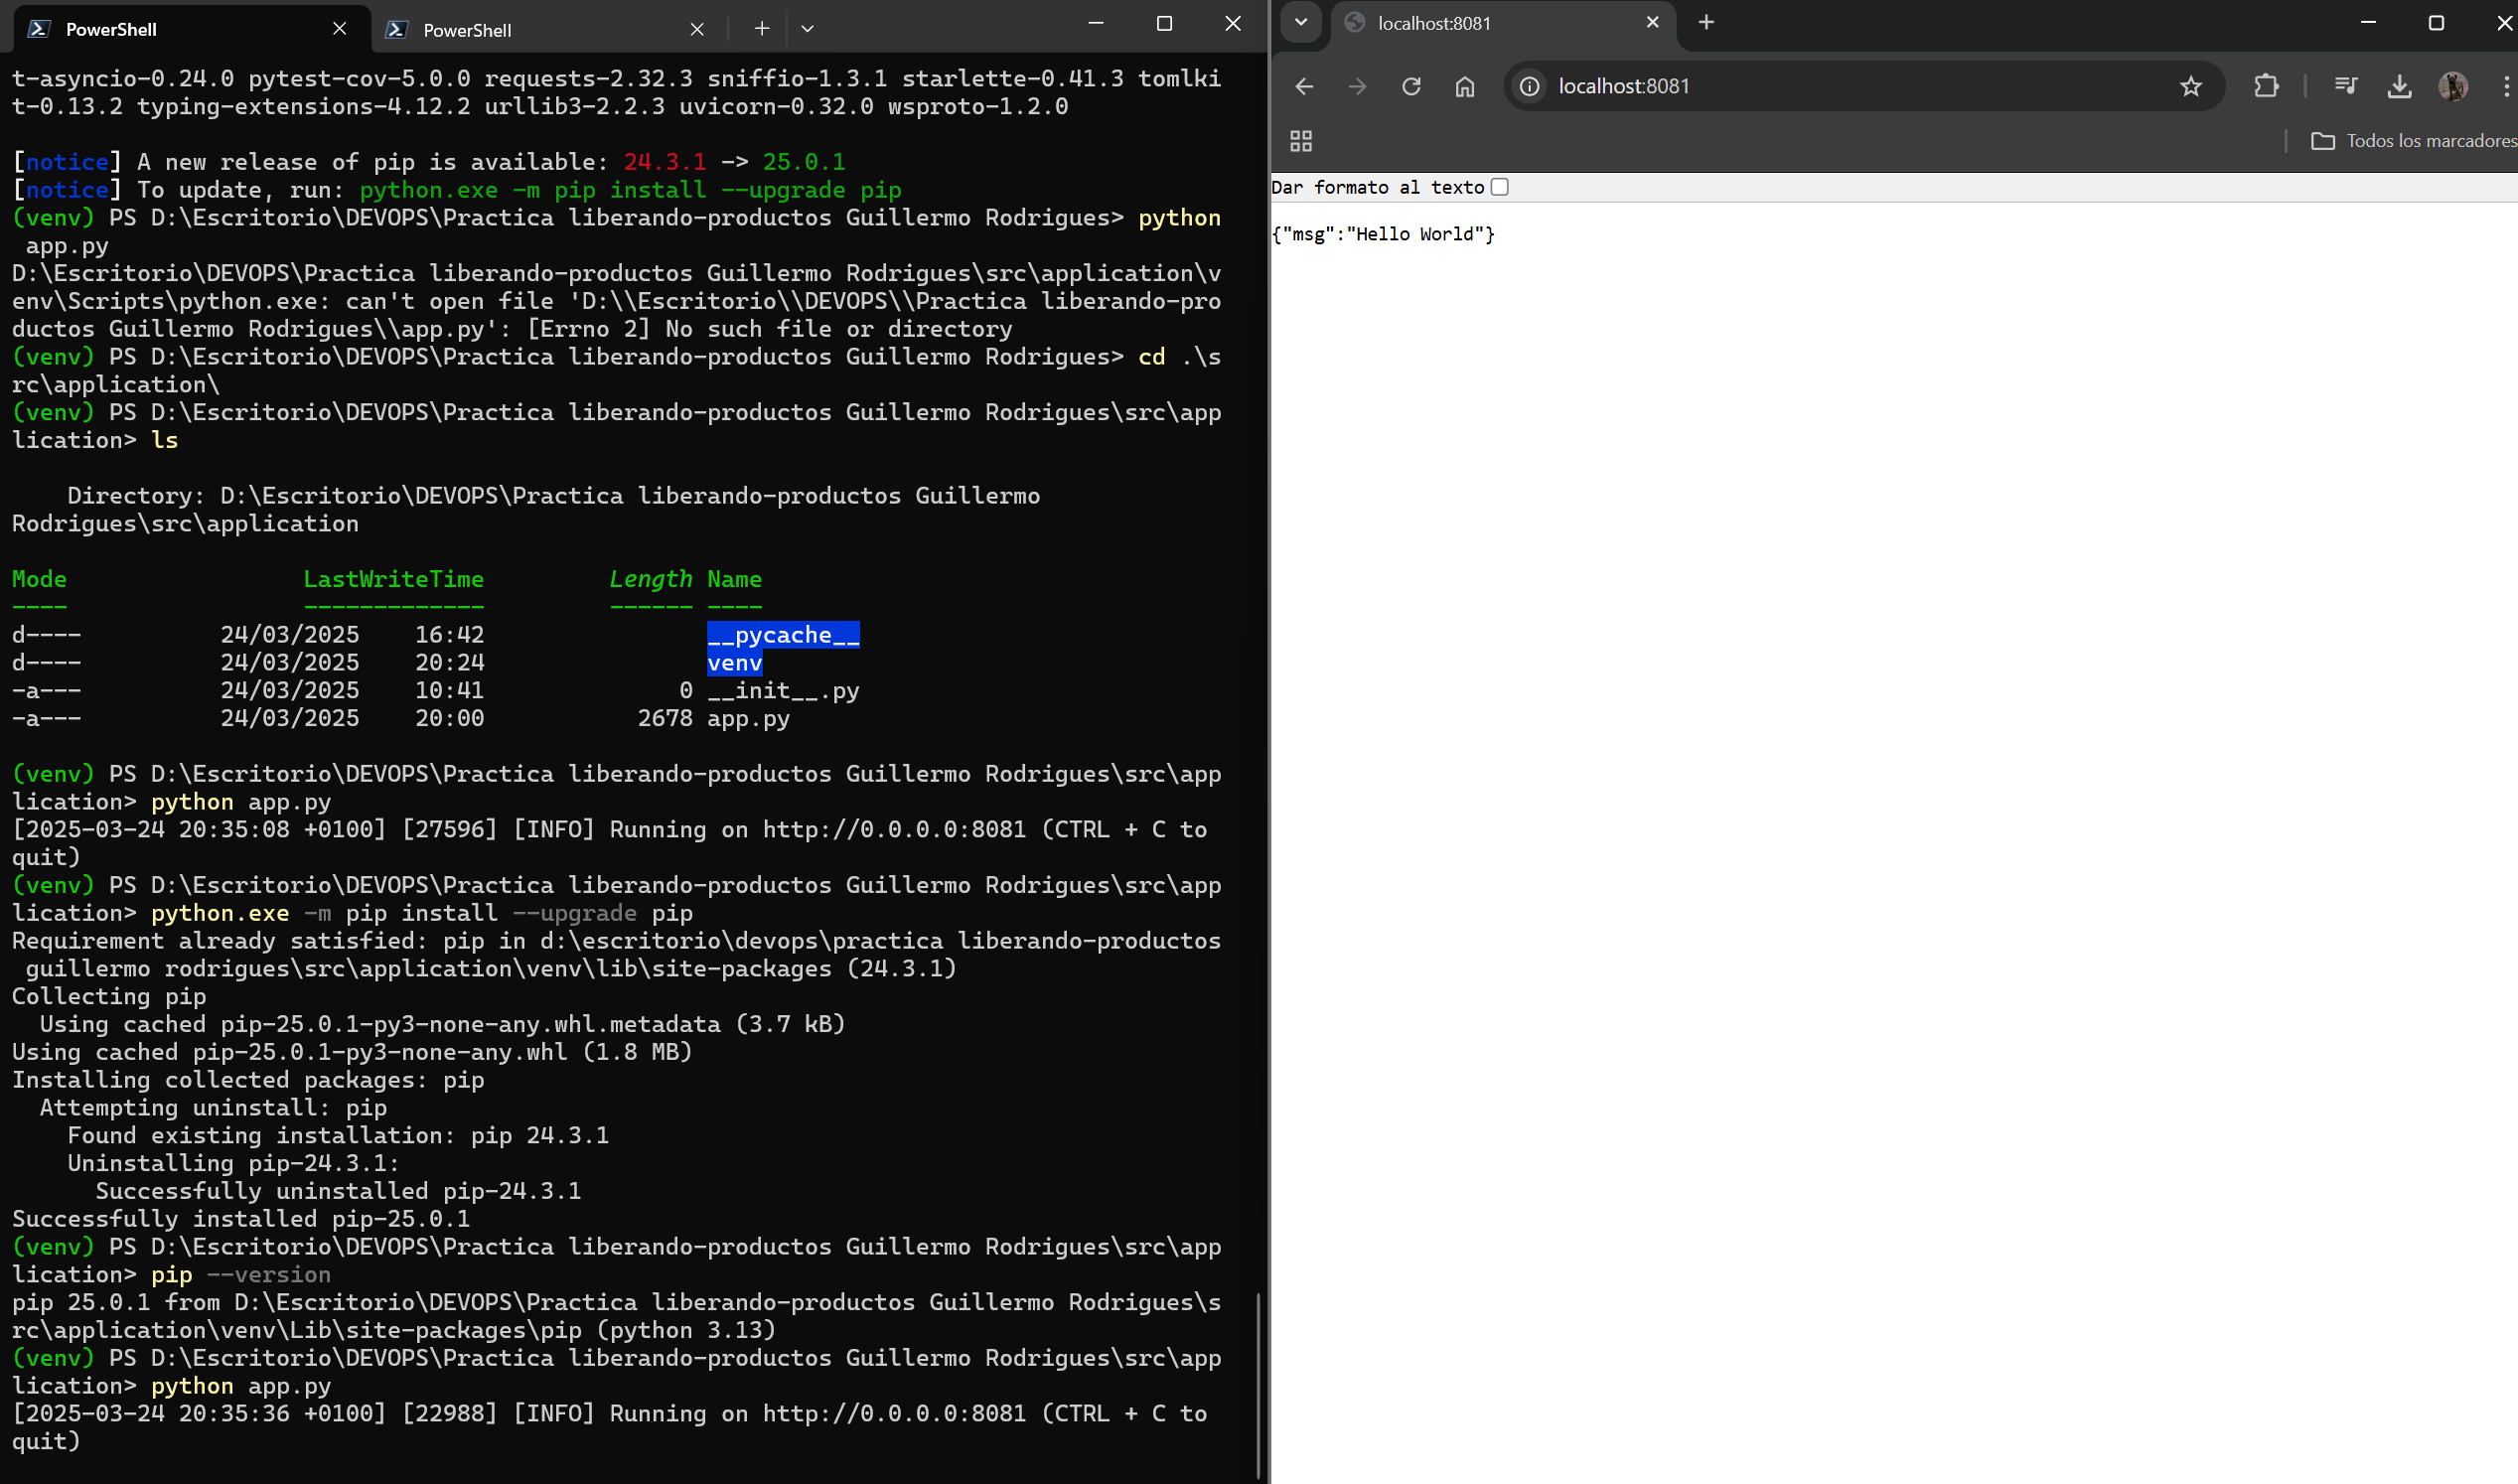 PowerShell
PowerShell
t-asyncio-0.24.0 pytest-cov-5.0.0 requests-2.32.3 sniffio-1.3.1 starlette-0.41.3 tomlki
t-0.13.2 typing-extensions-4.12.2 urllib3-2.2.3 uvicorn-0.32.0 wsproto-1.2.0
[notice] A new release of pip is available: 24.3.1 -> 25.0.1
[notice] To update, run: python.exe -m pip install --upgrade pip
(venv) PS D:\Escritorio\DEVOPS\Practica liberando-productos Guillermo Rodrigues> python
 app.py
D:\Escritorio\DEVOPS\Practica liberando-productos Guillermo Rodrigues\src\application\v
env\Scripts\python.exe: can't open file 'D:\\Escritorio\\DEVOPS\\Practica liberando-pro
ductos Guillermo Rodrigues\\app.py': [Errno 2] No such file or directory
(venv) PS D:\Escritorio\DEVOPS\Practica liberando-productos Guillermo Rodrigues> cd .\s
rc\application\
(venv) PS D:\Escritorio\DEVOPS\Practica liberando-productos Guillermo Rodrigues\src\app
lication> ls
    Directory: D:\Escritorio\DEVOPS\Practica liberando-productos Guillermo
Rodrigues\src\application
Mode                 LastWriteTime         Length Name
----                 -------------         ------ ----
d----          24/03/2025    16:42                __pycache__
d----          24/03/2025    20:24                venv
-a---          24/03/2025    10:41              0 __init__.py
-a---          24/03/2025    20:00           2678 app.py
(venv) PS D:\Escritorio\DEVOPS\Practica liberando-productos Guillermo Rodrigues\src\app
lication> python app.py
[2025-03-24 20:35:08 +0100] [27596] [INFO] Running on http://0.0.0.0:8081 (CTRL + C to
quit)
(venv) PS D:\Escritorio\DEVOPS\Practica liberando-productos Guillermo Rodrigues\src\app
lication> python.exe -m pip install --upgrade pip
Requirement already satisfied: pip in d:\escritorio\devops\practica liberando-productos
 guillermo rodrigues\src\application\venv\lib\site-packages (24.3.1)
Collecting pip
  Using cached pip-25.0.1-py3-none-any.whl.metadata (3.7 kB)
Using cached pip-25.0.1-py3-none-any.whl (1.8 MB)
Installing collected packages: pip
  Attempting uninstall: pip
    Found existing installation: pip 24.3.1
    Uninstalling pip-24.3.1:
      Successfully uninstalled pip-24.3.1
Successfully installed pip-25.0.1
(venv) PS D:\Escritorio\DEVOPS\Practica liberando-productos Guillermo Rodrigues\src\app
lication> pip --version
pip 25.0.1 from D:\Escritorio\DEVOPS\Practica liberando-productos Guillermo Rodrigues\s
rc\application\venv\Lib\site-packages\pip (python 3.13)
(venv) PS D:\Escritorio\DEVOPS\Practica liberando-productos Guillermo Rodrigues\src\app
lication> python app.py
[2025-03-24 20:35:36 +0100] [22988] [INFO] Running on http://0.0.0.0:8081 (CTRL + C to
quit)
localhost:8081
localhost:8081
Todos los marcadores
Dar formato al texto
{"msg":"Hello World"}